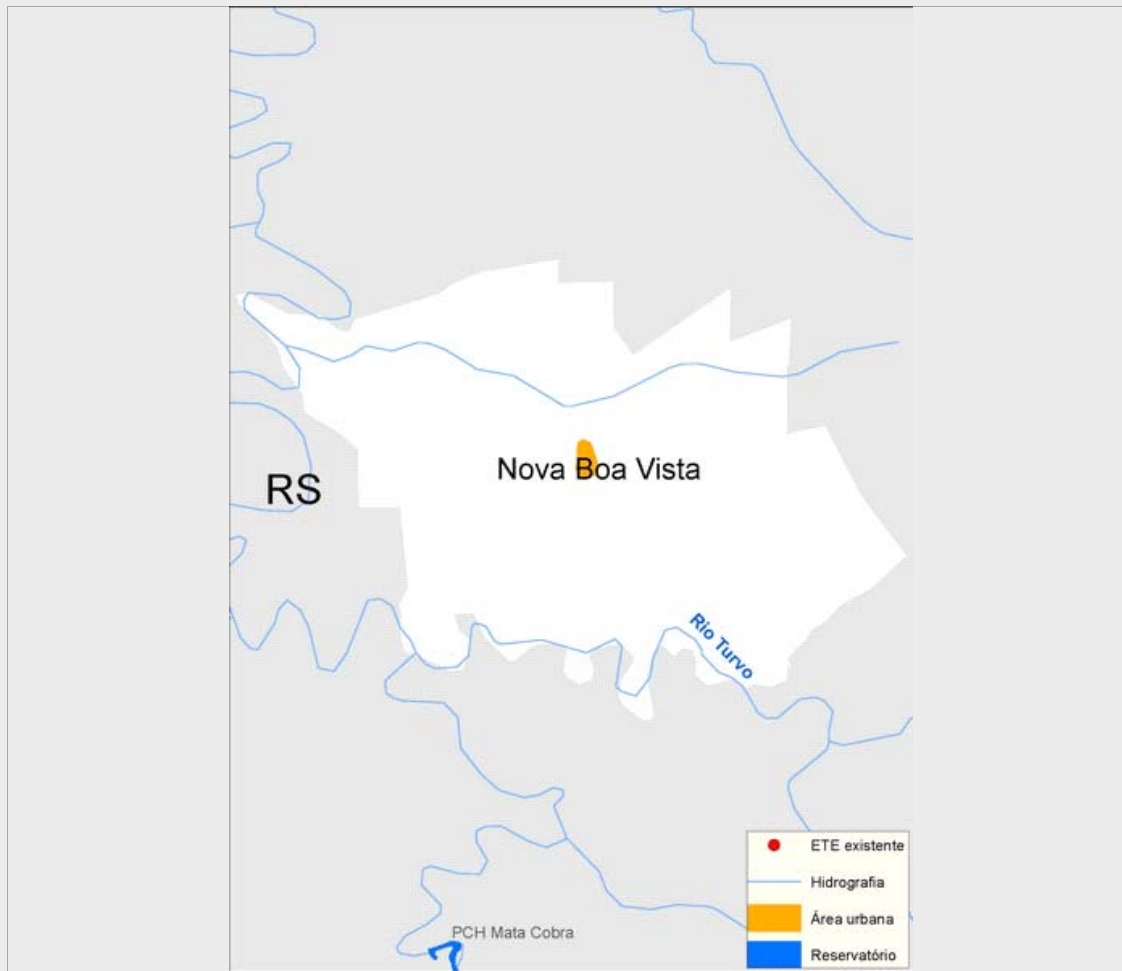 Nova Boa Vista
RS
Rio Turvo
ETE existente
Hidrografia
Área urbana
PCH Mata Cobra
Reservatório